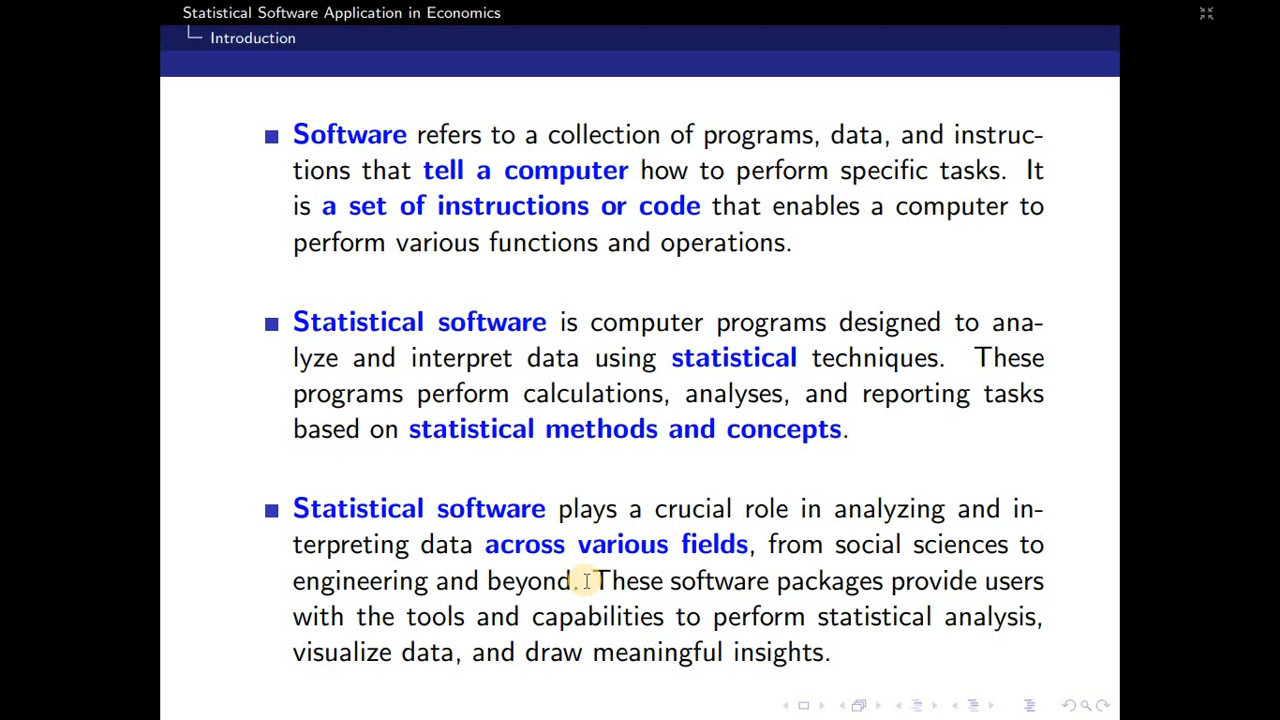 Statistical Software Application in Economics
Introduction
Software refers to a collection of programs, data, and instruc-
tions that tell a computer how to perform specific tasks. It
is a set of instructions or code that enables a computer to
perform various functions and operations.
Statistical software is computer programs designed to ana-
lyze and interpret data using statistical techniques. These
programs perform calculations, analyses, and reporting tasks
based on statistical methods and concepts.
Statistical software plays a crucial role in analyzing and in-
terpreting data across various fields, from social sciences to
engineering and beyond. These software packages provide users
with the tools and capabilities to perform statistical analysis,
visualize data, and draw meaningful insights.